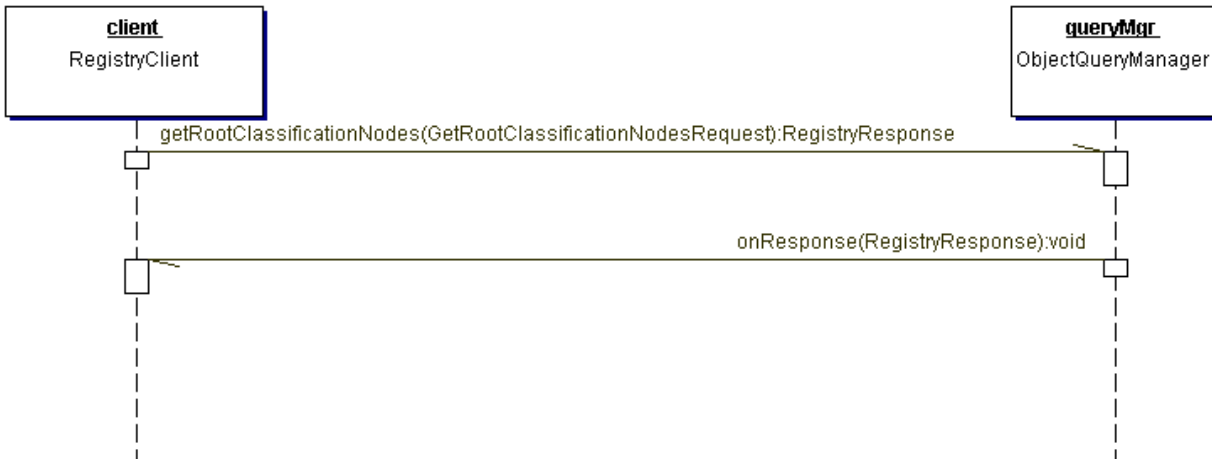 client
RegistryClient
queryMgr
ObjectQueryManager
getRootClassificationNodes(GetRootClassificationNodesRequest):RegistryResponse
onResponse(RegistryResponse):void